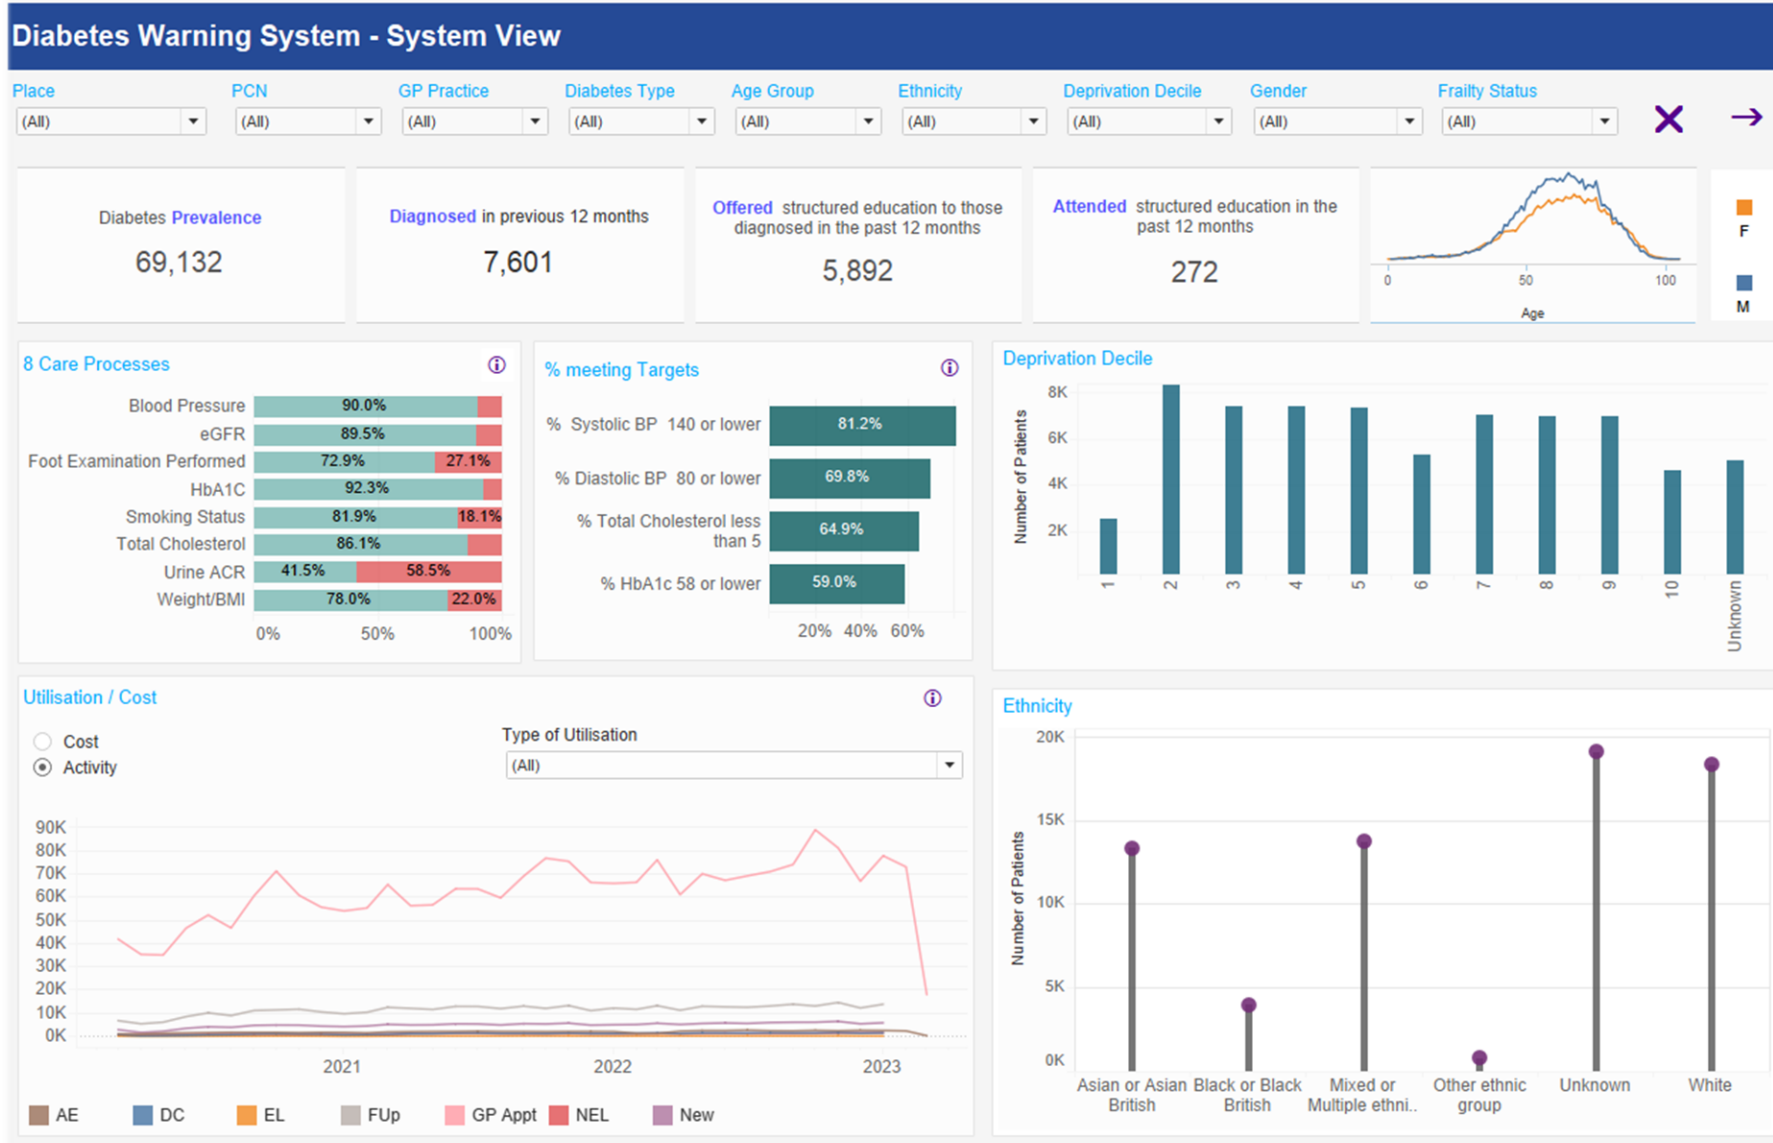 Diabetes Warning System - System View
Place
PCN
GP Practice
Diabetes Type
Age Group
Ethnicity
Deprivation Decile
Gender
Frailty Status
(All)
(All)
(All)
(All)
(All)
(All)
(All)
(All)
(All)
Diabetes Prevalence
69,132
Diagnosed in previous 12 months
7,601
Offered structured education to those
diagnosed in the past 12 months
5,892
Attended structured education in the
past 12 months
272
0
50
100
Age
F
M
8 Care Processes
Blood Pressure
90.0%
eGFR
89.5%
Foot Examination Performed
72.9%
27.1%
HbA1C
92.3%
Smoking Status
81.9%
18.1%
Total Cholesterol
86.1%
Urine ACR
41.5%
58.5%
Weight/BMI
78.0%
22.0%
0%
50%
100%
% meeting Targets
% Systolic BP 140 or lower
81.2%
% Diastolic BP 80 or lower
69.8%
% Total Cholesterol less
than 5
64.9%
% HbA1c 58 or lower
59.0%
20%
40%
60%
Deprivation Decile
Number of Patients
8K
6K
4K
2K
1
2
3
4
5
6
7
8
9
10
Unknown
Utilisation / Cost
Cost
Activity
Type of Utilisation
(All)
90K
80K
70K
60K
50K
40K
30K
20K
10K
0K
2021
2022
2023
AE
DC
EL
FUp
GP Appt
NEL
New
Ethnicity
Number of Patients
20K
15K
10K
5K
0K
Asian or Asian
British
Black or Black
British
Mixed or
Multiple ethni..
Other ethnic
group
Unknown
White